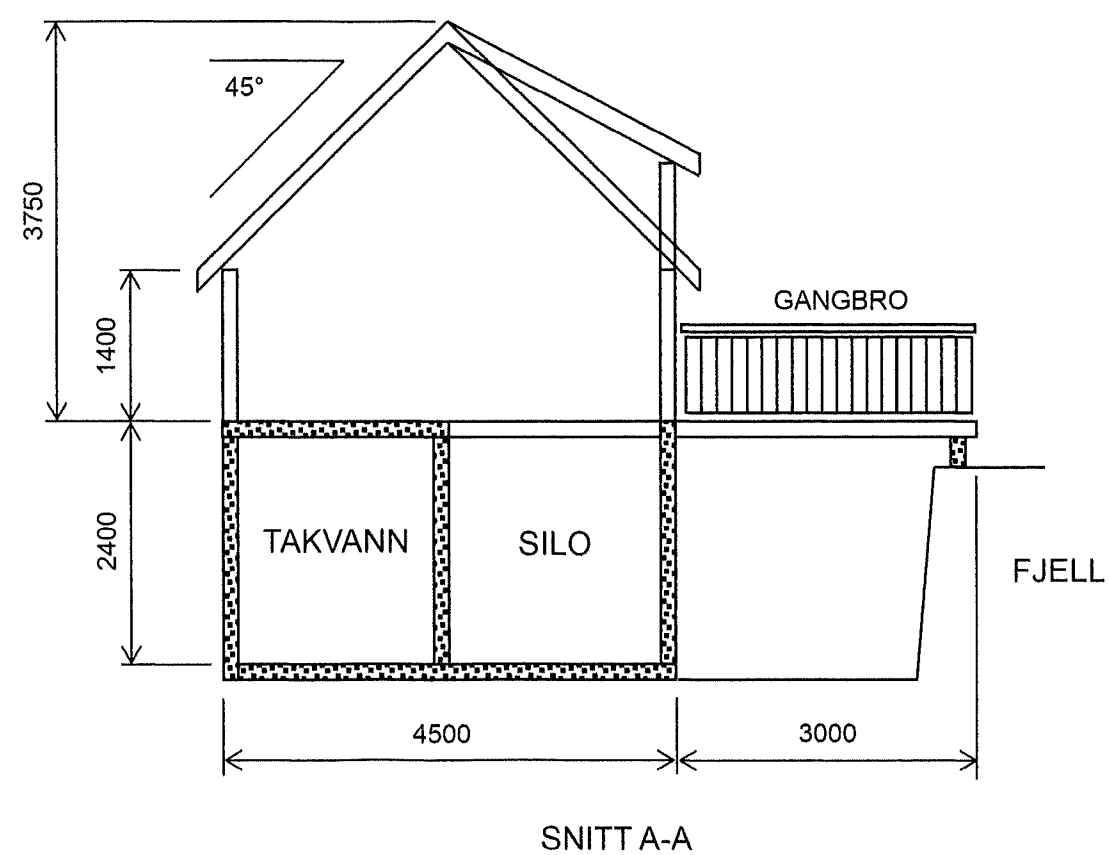 45°
3750
1400
GANGBRO
2400
TAKVANN
SILO
FJELL
4500
3000
SNITT A-A